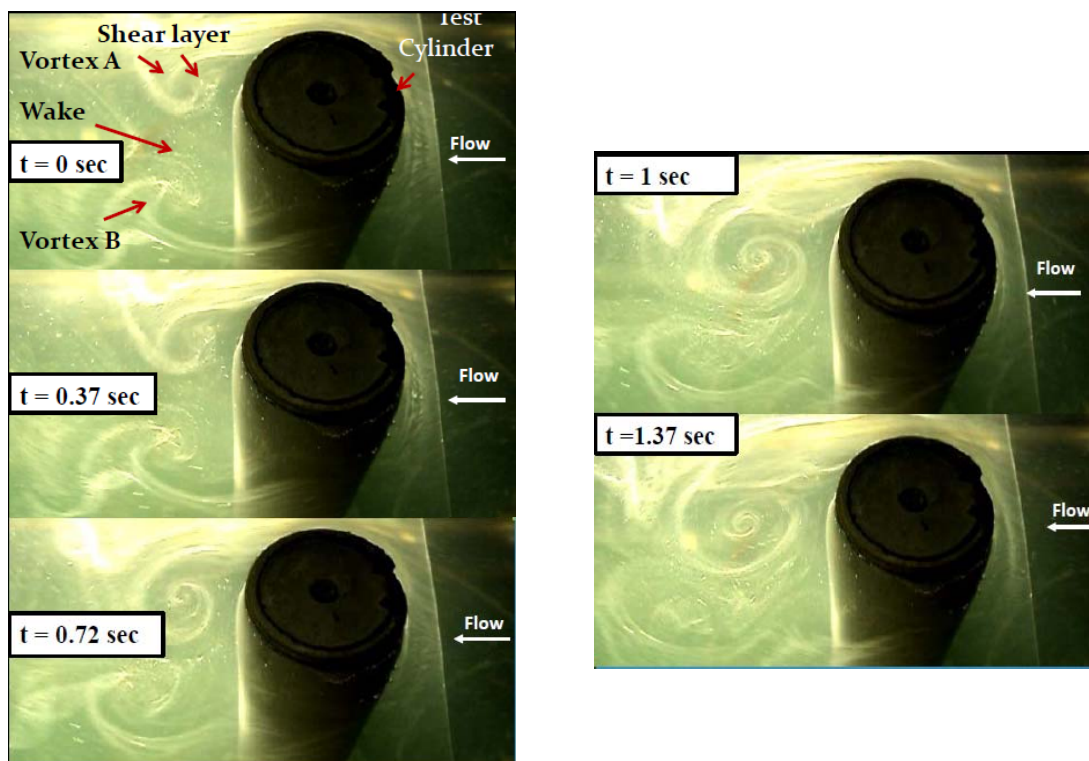 Shear layer
Test
Cylinder
Vortex A
Wake
Flow
t = 0 sec
Vortex B
Flow
t = 0.37 sec
Flow
t = 0.72 sec
t = 1 sec
Flow
t =1.37 sec
Flow